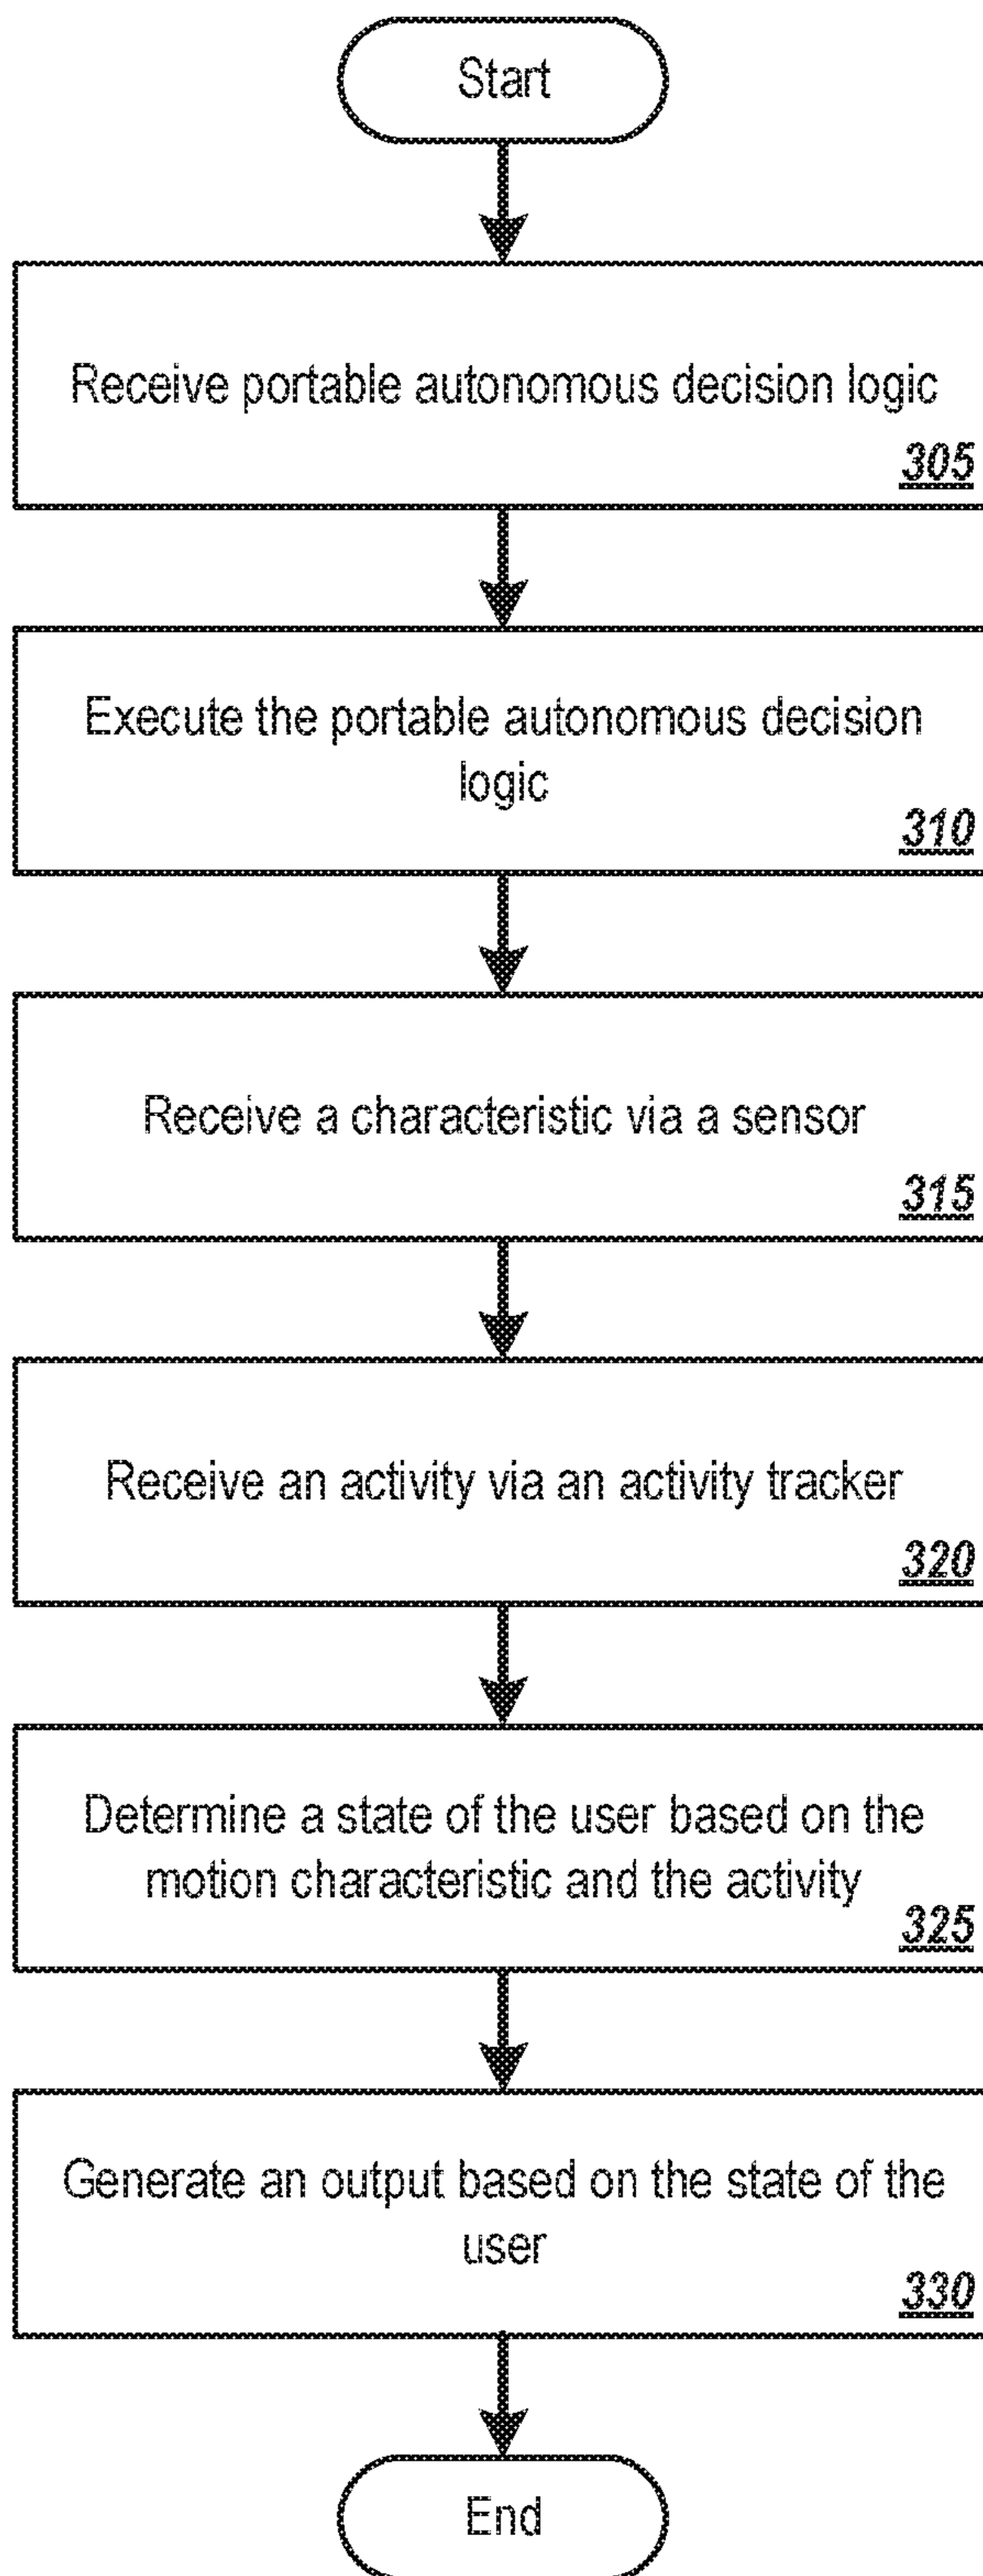 Start
Receive portable autonomous decision logic
305
Execute the portable autonomous decision
logic
310
Receive a characteristic via a sensor
315
Receive an activity via an activity tracker
320
Determine a state of the user based on the
motion characteristic and the activity
325
Generate an output based on the state of the
user
330
End